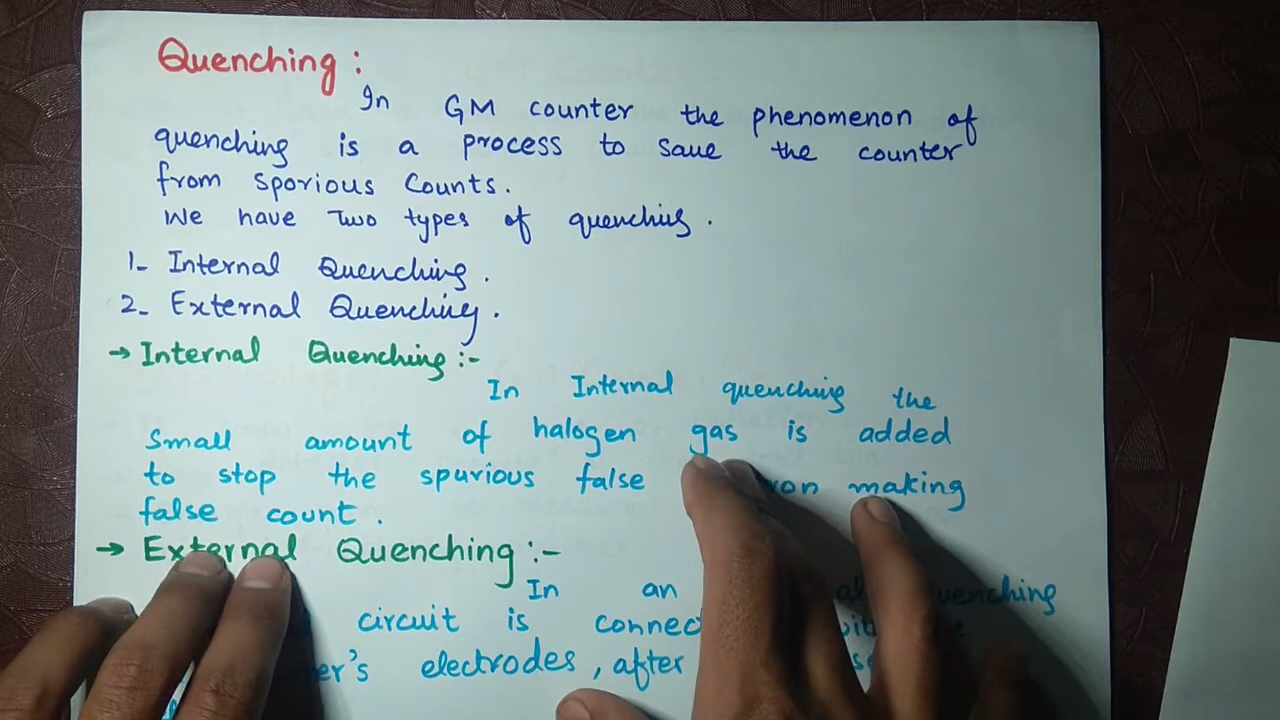 Quenching :
In GM counter the phenomenon of
quenching is a process to save the counter
from Sporious Counts.
We have Two types of quenching .
1- Internal Quenching .
2- External Quenching .
→ Internal Quenching :-
In Internal quenching the
Small amount of halogen gas is added
to stop the spurious false making
false count .
→ External Quenching :-
In an
circuit is
electrodes , after